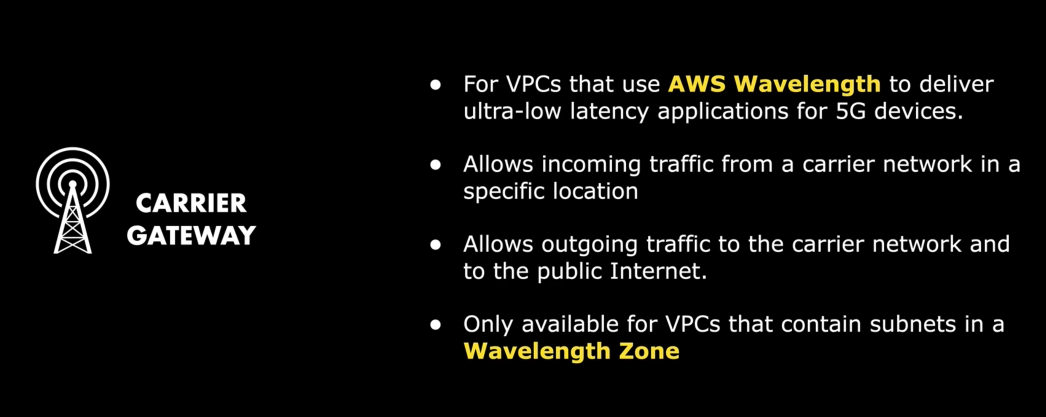 CARRIER
GATEWAY
● For VPCs that use AWS Wavelength to deliver
ultra-low latency applications for 5G devices.
● Allows incoming traffic from a carrier network in a
specific location
● Allows outgoing traffic to the carrier network and
to the public Internet.
● Only available for VPCs that contain subnets in a
Wavelength Zone